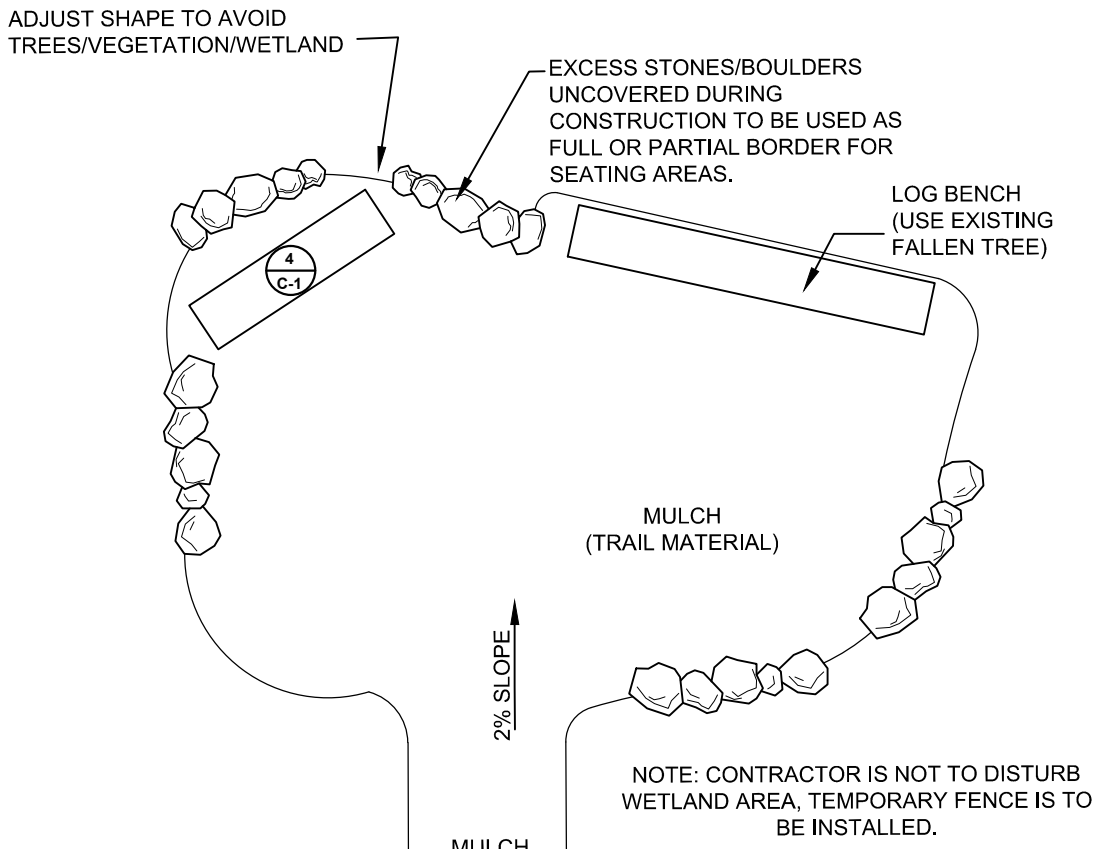 ADJUST SHAPE TO AVOID
TREES/VEGETATION/WETLAND
EXCESS STONES/BOULDERS
UNCOVERED DURING
CONSTRUCTION TO BE USED AS
FULL OR PARTIAL BORDER FOR
SEATING AREAS.
LOG BENCH
(USE EXISTING
FALLEN TREE)
4
C-1
MULCH
(TRAIL MATERIAL)
2% SLOPE
NOTE: CONTRACTOR IS NOT TO DISTURB
WETLAND AREA, TEMPORARY FENCE IS TO
BE INSTALLED.
MULCH